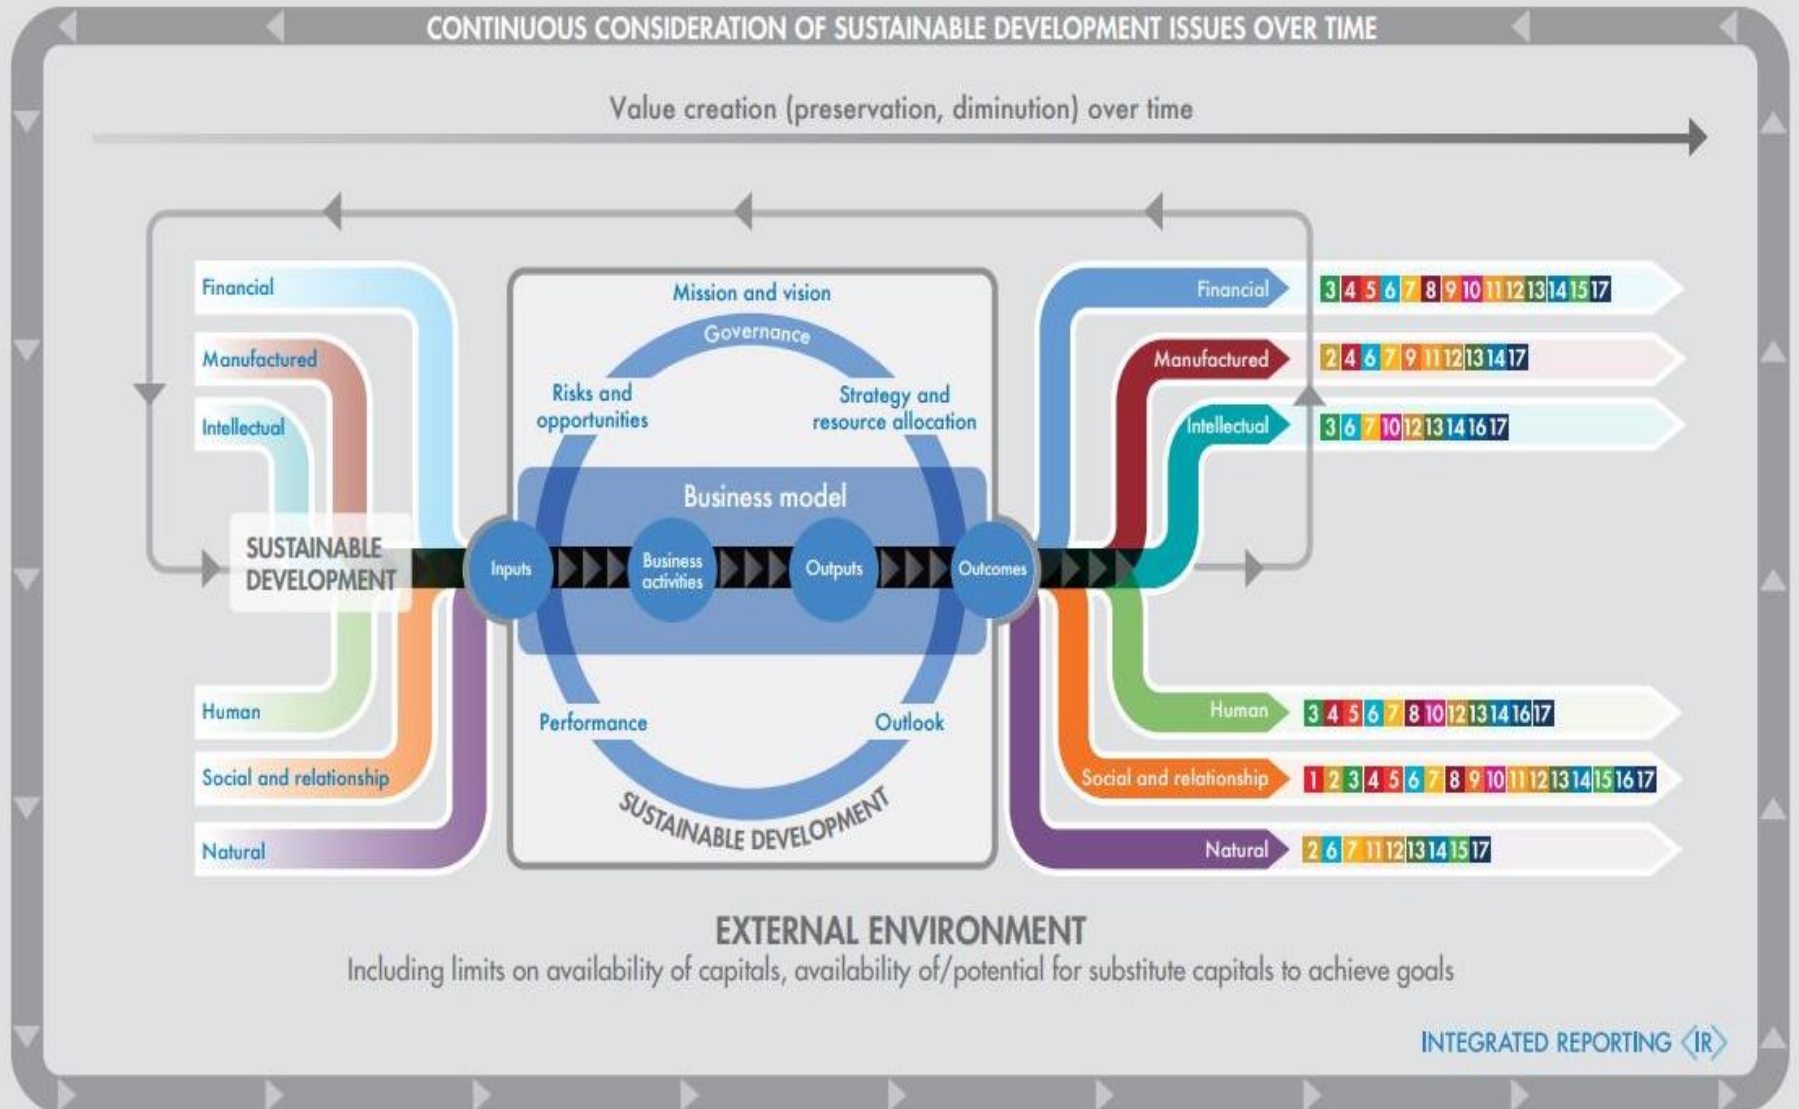 CONTINUOUS CONSIDERATION OF SUSTAINABLE DEVELOPMENT ISSUES OVER TIME
Value creation (preservation, diminution) over time
Financial
Manufactured
Intellectual
SUSTAINABLE
DEVELOPMENT
Human
Social and relationship
Natural
Mission and vision
Governance
Risks and
opportunities
Strategy and
resource allocation
Business model
Inputs
Business
activities
Outputs
Outcomes
Performance
Outlook
SUSTAINABLE DEVELOPMENT
Financial 3 4 5 6 7 8 9 10 11 12 13 14 15 17
Manufactured 2 4 6 7 9 11 12 13 14 17
Intellectual 3 6 7 10 12 13 14 16 17
Human 3 4 5 6 7 8 10 12 13 14 16 17
Social and relationship 1 2 3 4 5 6 7 8 9 10 11 12 13 14 15 16 17
Natural 2 6 7 11 12 13 14 15 17
EXTERNAL ENVIRONMENT
Including limits on availability of capitals, availability of/potential for substitute capitals to achieve goals
INTEGRATED REPORTING <IR>